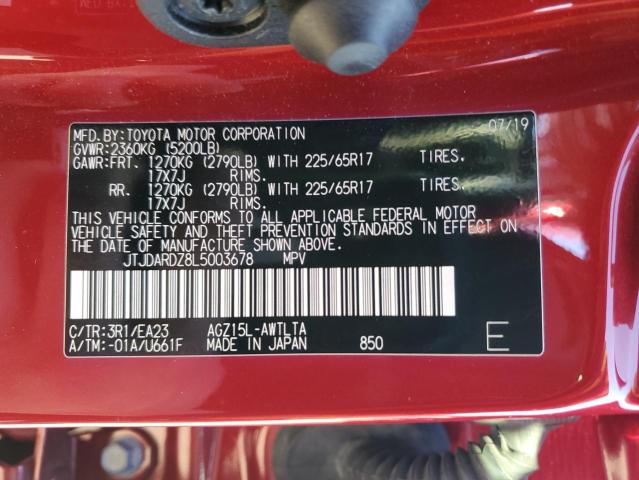 MFD.BY:TOYOTA MOTOR CORPORATION 07/19
GVWR:2360KG (5200LB)
GAWR:FRT. 1270KG (2790LB) WITH 225/65R17 TIRES.
17X7J RIMS.
RR. 1270KG (2790LB) WITH 225/65R17 TIRES.
17X7J RIMS.
THIS VEHICLE CONFORMS TO ALL APPLICABLE FEDERAL MOTOR
VEHICLE SAFETY AND THEFT PREVENTION STANDARDS IN EFFECT ON
THE DATE OF MANUFACTURE SHOWN ABOVE.
JTJDARDZ8L5003678 MPV
C/TR:3R1/EA23 AGZ15L-AWTLTA
A/TM:-01A/U661F MADE IN JAPAN 850 E